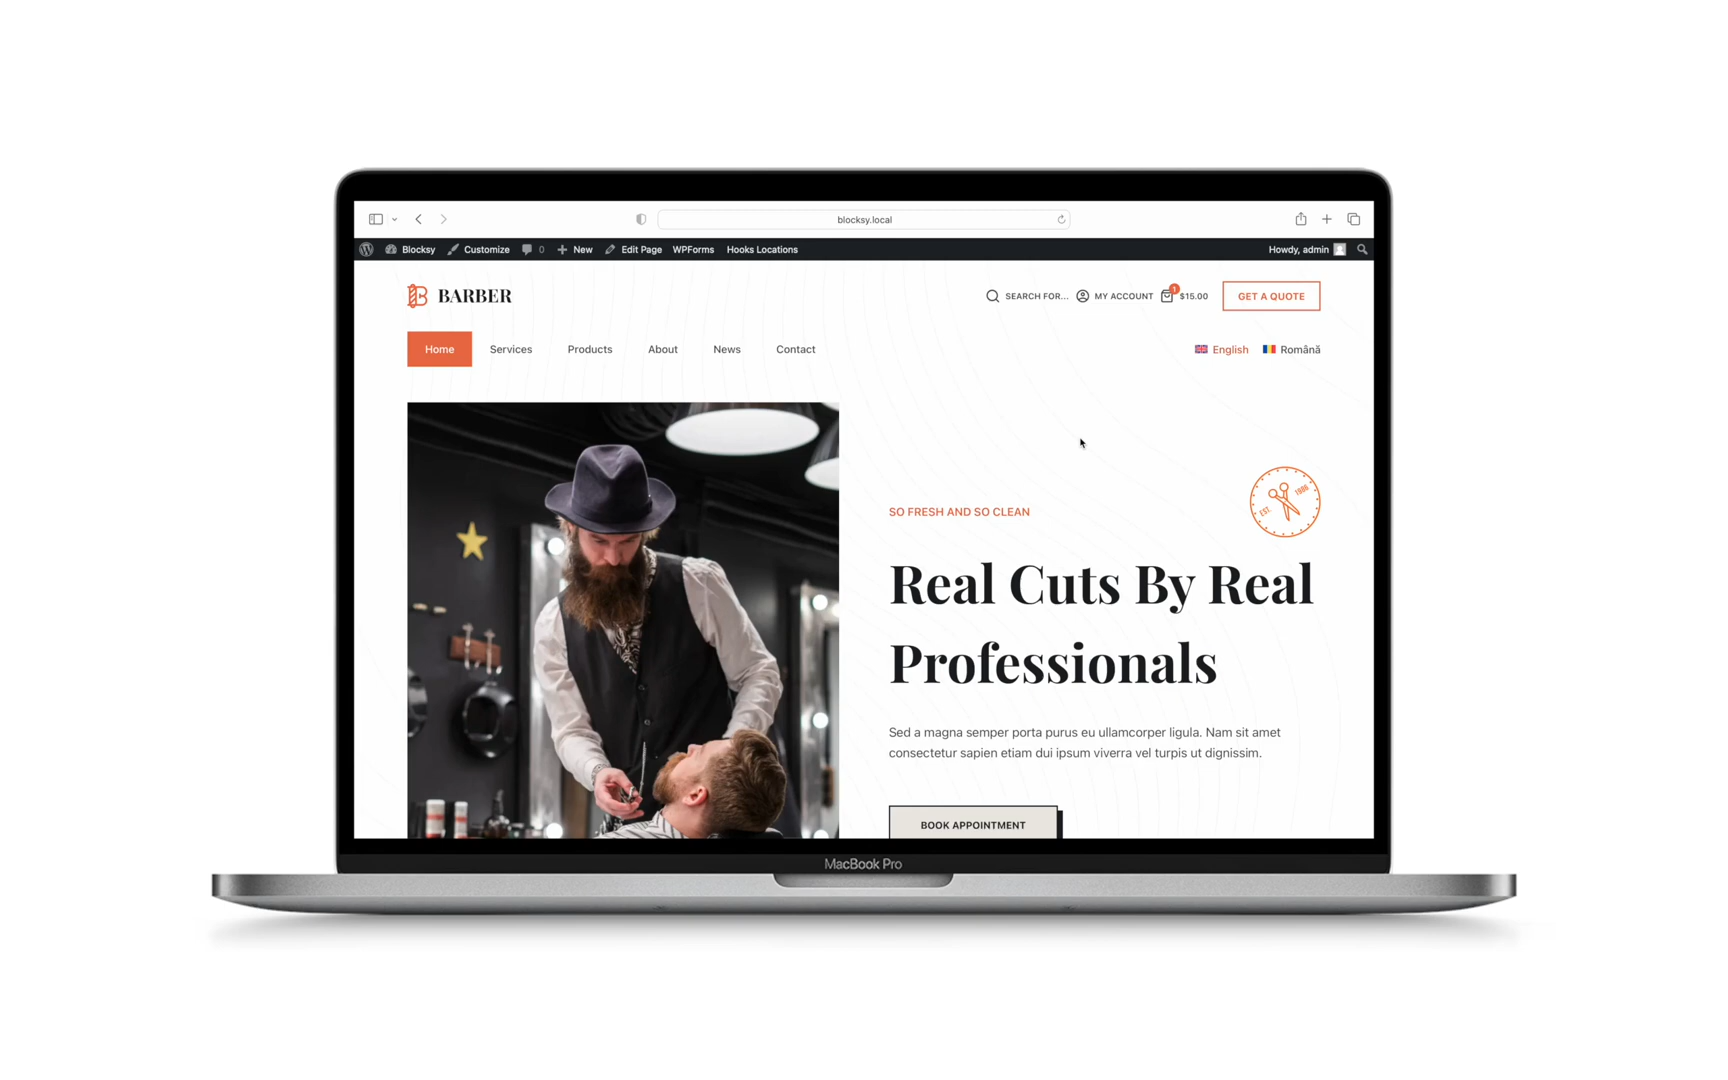 blocksy.local
Blocksy Customize 0 New Edit Page WPForms Hooks Locations Howdy, admin
BARBER
SEARCH FOR... MY ACCOUNT 1 $15.00 GET A QUOTE
Home Services Products About News Contact English Română
EST. 1986
SO FRESH AND SO CLEAN
Real Cuts By Real
Professionals
Sed a magna semper porta purus eu ullamcorper ligula. Nam sit amet
consectetur sapien etiam dui ipsum viverra vel turpis ut dignissim.
BOOK APPOINTMENT
MacBook Pro